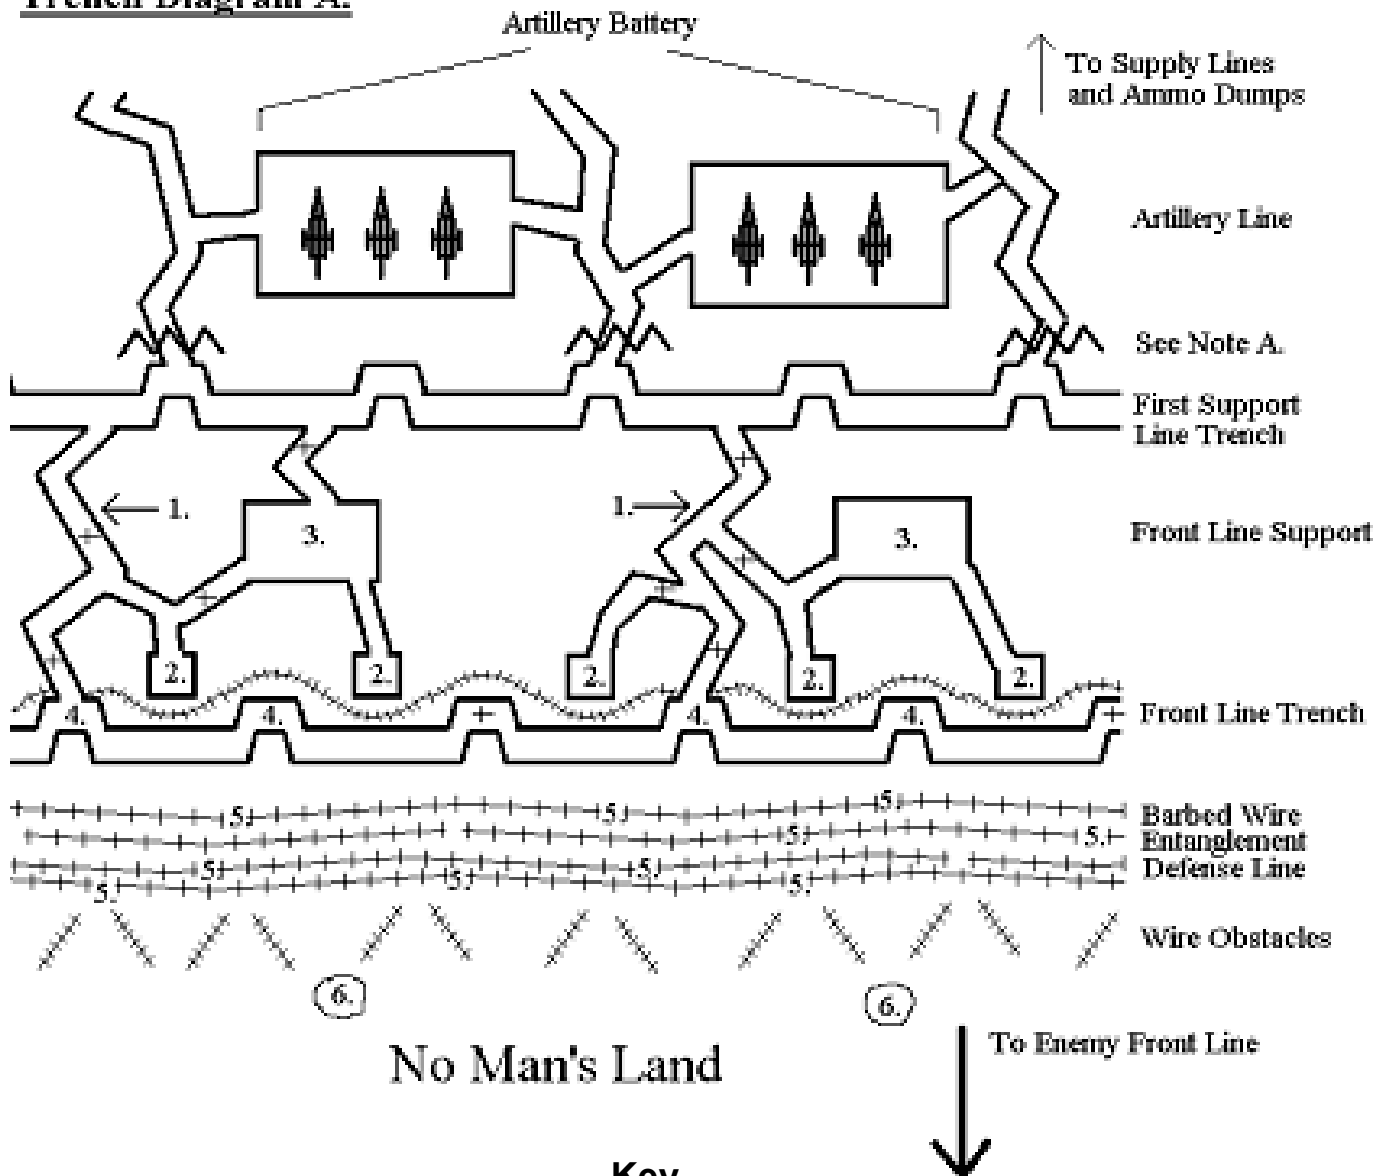 Trench Diagram A.
Artillery Battery
To Supply Lines
and Ammo Dumps
Artillery Line
See Note A.
First Support
Line Trench
1.
1.
3.
3.
Front Line Support
2.
2.
2.
2.
2.
4.
4.
4.
4.
Front Line Trench
5.
5.
5.
Barbed Wire
5.
5.
Entanglement
5.
5.
Defense Line
5.
5.
5.
Wire Obstacles
6.
6.
No Man's Land
To Enemy Front Line
Key